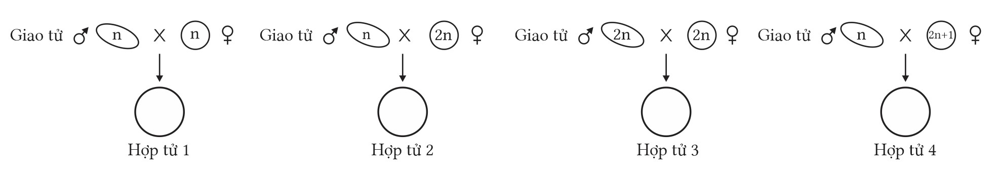 Giao tử ♂ n X n ♀
Hợp tử 1
Giao tử ♂ n X 2n ♀
Hợp tử 2
Giao tử ♂ 2n X 2n ♀
Hợp tử 3
Giao tử ♂ n X 2n+1 ♀
Hợp tử 4